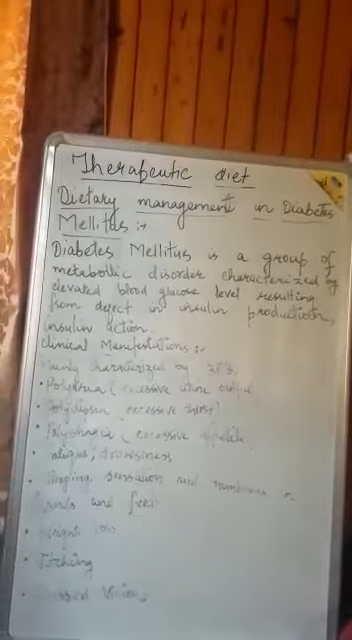 Therapeutic diet
Dietary management in Diabetes
Mellitus :-
Diabetes Mellitus is a group of
metabolic disorder characterized by
elevated blood glucose level resulting
from defect in insulin production,
insulin action.
Clinical Manifestations :-
Mainly characterized by 3P's,
• Polyuria (excessive urine
• Polydipsia (excessive thirst)
• Polyphagia (excessive
• drowsiness
• Tingling, sensation and numbness
hands and feet
• Weight loss
• Itching
• Vision.